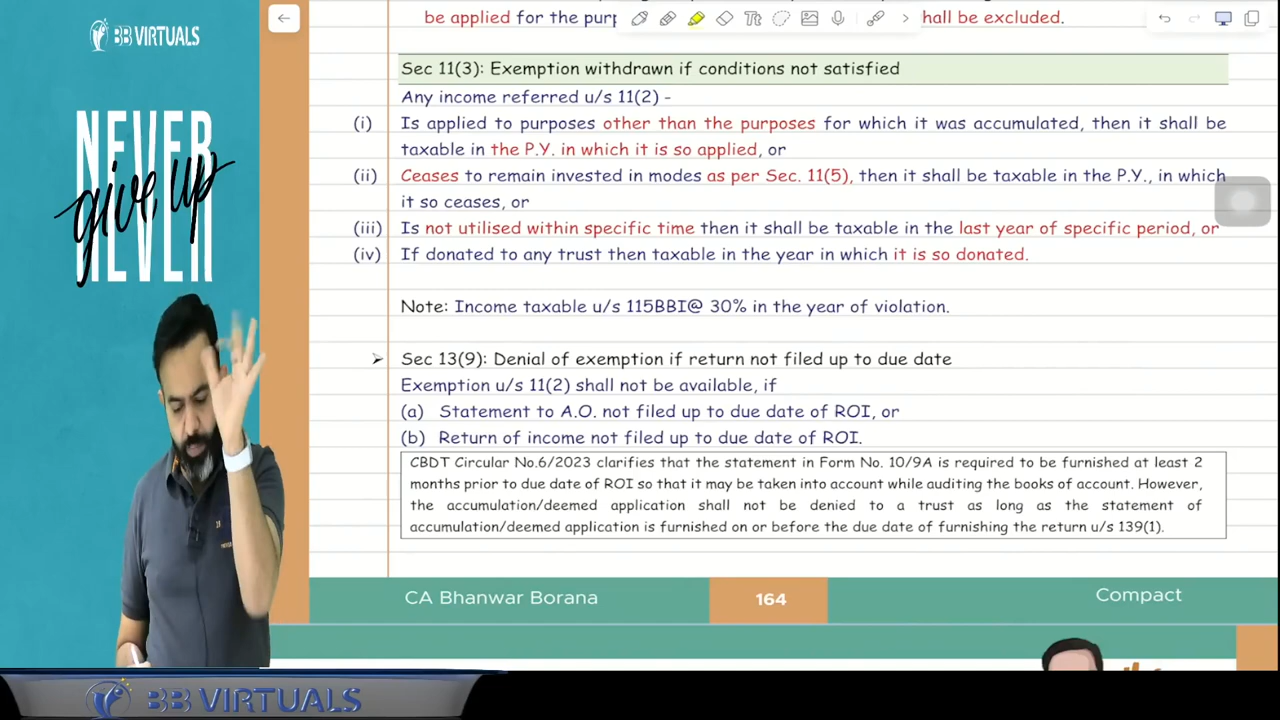 BB VIRTUALS
NEVER
give up
NEVER
be applied for the purp
hall be excluded.
Sec 11(3): Exemption withdrawn if conditions not satisfied
Any income referred u/s 11(2) -
(i) Is applied to purposes other than the purposes for which it was accumulated, then it shall be
taxable in the P.Y. in which it is so applied, or
(ii) Ceases to remain invested in modes as per Sec. 11(5), then it shall be taxable in the P.Y., in which
it so ceases, or
(iii) Is not utilised within specific time then it shall be taxable in the last year of specific period, or
(iv) If donated to any trust then taxable in the year in which it is so donated.
Note: Income taxable u/s 115BBI@ 30% in the year of violation.
➢ Sec 13(9): Denial of exemption if return not filed up to due date
Exemption u/s 11(2) shall not be available, if
(a) Statement to A.O. not filed up to due date of ROI, or
(b) Return of income not filed up to due date of ROI.
CBDT Circular No.6/2023 clarifies that the statement in Form No. 10/9A is required to be furnished at least 2
months prior to due date of ROI so that it may be taken into account while auditing the books of account. However,
the accumulation/deemed application shall not be denied to a trust as long as the statement of
accumulation/deemed application is furnished on or before the due date of furnishing the return u/s 139(1).
CA Bhanwar Borana 164 Compact
BB VIRTUALS